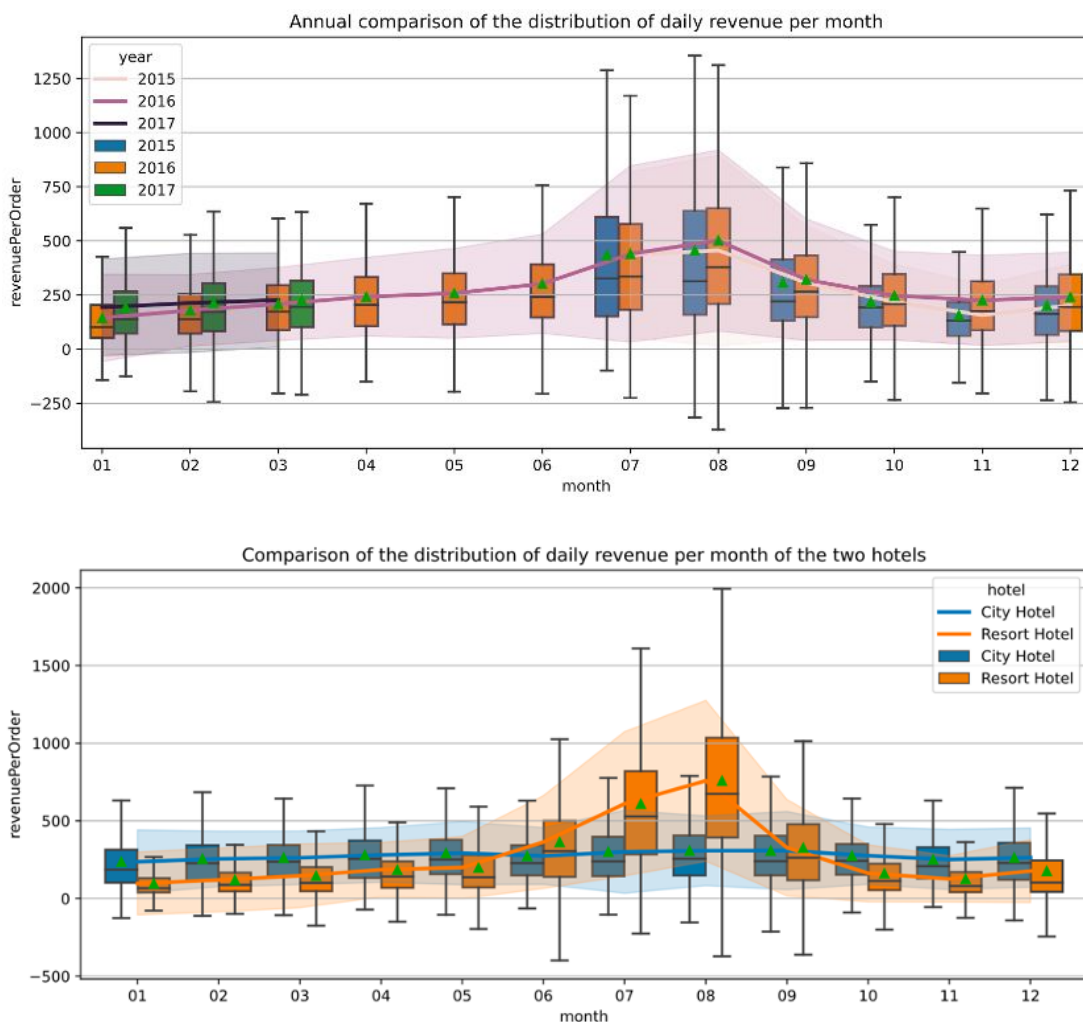 Annual comparison of the distribution of daily revenue per month
year
2015
2016
2017
2015
2016
2017
1250
1000
750
500
250
0
−250
revenuePerOrder
01 02 03 04 05 06 07 08 09 10 11 12
month
Comparison of the distribution of daily revenue per month of the two hotels
hotel
City Hotel
Resort Hotel
City Hotel
Resort Hotel
2000
1500
1000
500
0
−500
revenuePerOrder
01 02 03 04 05 06 07 08 09 10 11 12
month